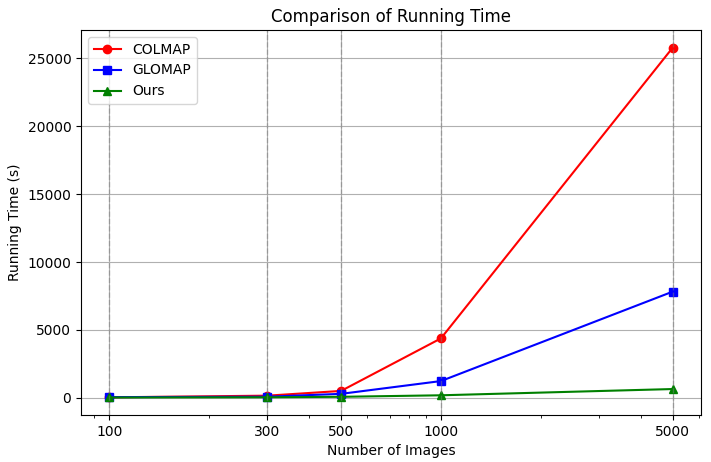 Comparison of Running Time
COLMAP
GLOMAP
Ours
Running Time (s)
25000
20000
15000
10000
5000
0
100 300 500 1000 5000
Number of Images